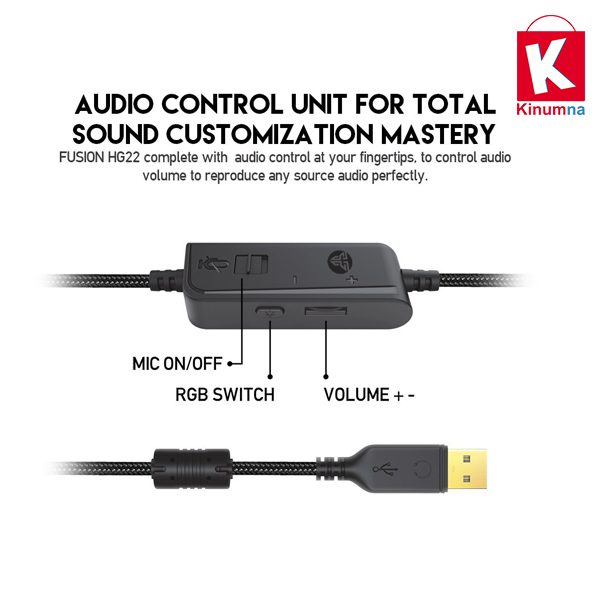 K
Kinumna
AUDIO CONTROL UNIT FOR TOTAL
SOUND CUSTOMIZATION MASTERY
FUSION HG22 complete with audio control at your fingertips, to control audio
volume to reproduce any source audio perfectly.
- +
MIC ON/OFF
RGB SWITCH
VOLUME + -